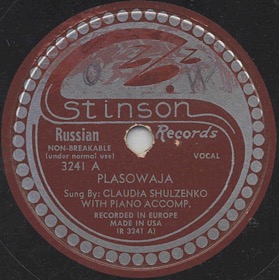 Stinson
Records
Russian
NON-BREAKABLE
(under normal use)
VOCAL
3241 A
PLASOWAJA
Sung By: CLAUDIA SHULZENKO
WITH PIANO ACCOMP.
RECORDED IN EUROPE
MADE IN USA
(R 3241 A)